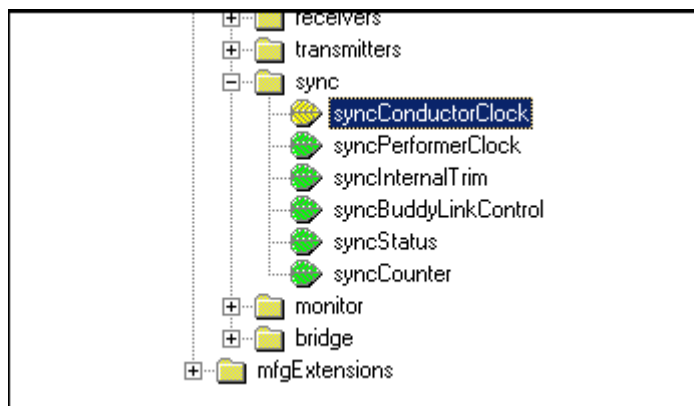 receivers
transmitters
sync
syncConductorClock
syncPerformerClock
syncInternalTrim
syncBuddyLinkControl
syncStatus
syncCounter
monitor
bridge
mfgExtensions